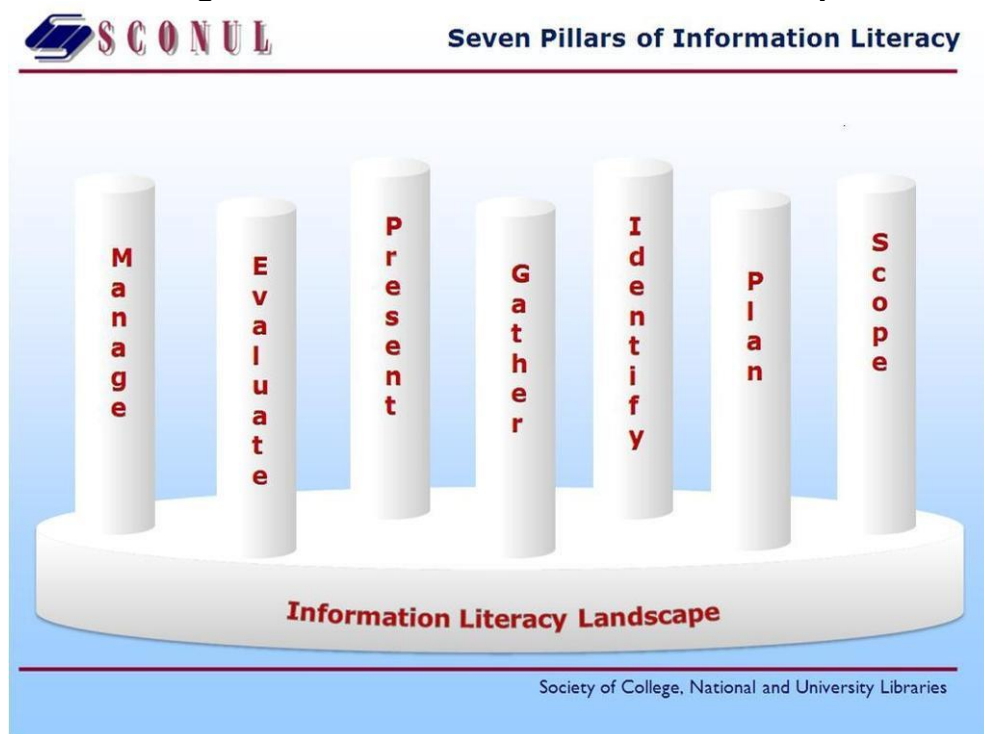 SCONUL
Seven Pillars of Information Literacy
Manage
Evaluate
Present
Gather
Identify
Plan
Scope
Information Literacy Landscape
Society of College, National and University Libraries